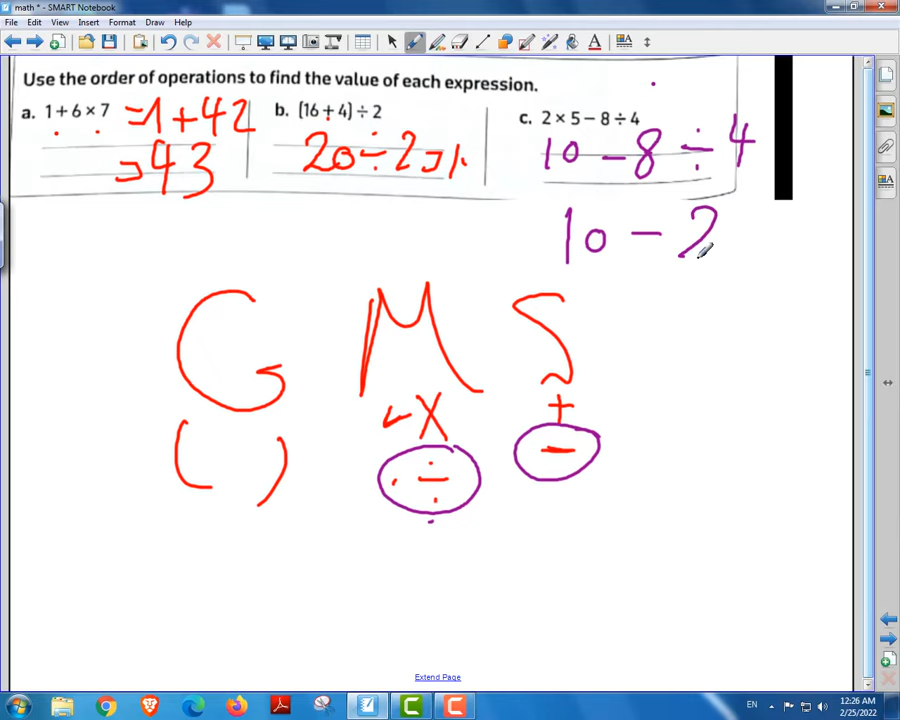 math * - SMART Notebook
File Edit View Insert Format Draw Help
Use the order of operations to find the value of each expression.
a. 1 + 6 × 7 =1+42
=43
b. (16 + 4) ÷ 2
20÷2=1
c. 2 × 5 − 8 ÷ 4
10 − 8 ÷ 4
10 − 2
G M S
( ) × +
÷ −
Extend Page
EN 12:26 AM
2/25/2022